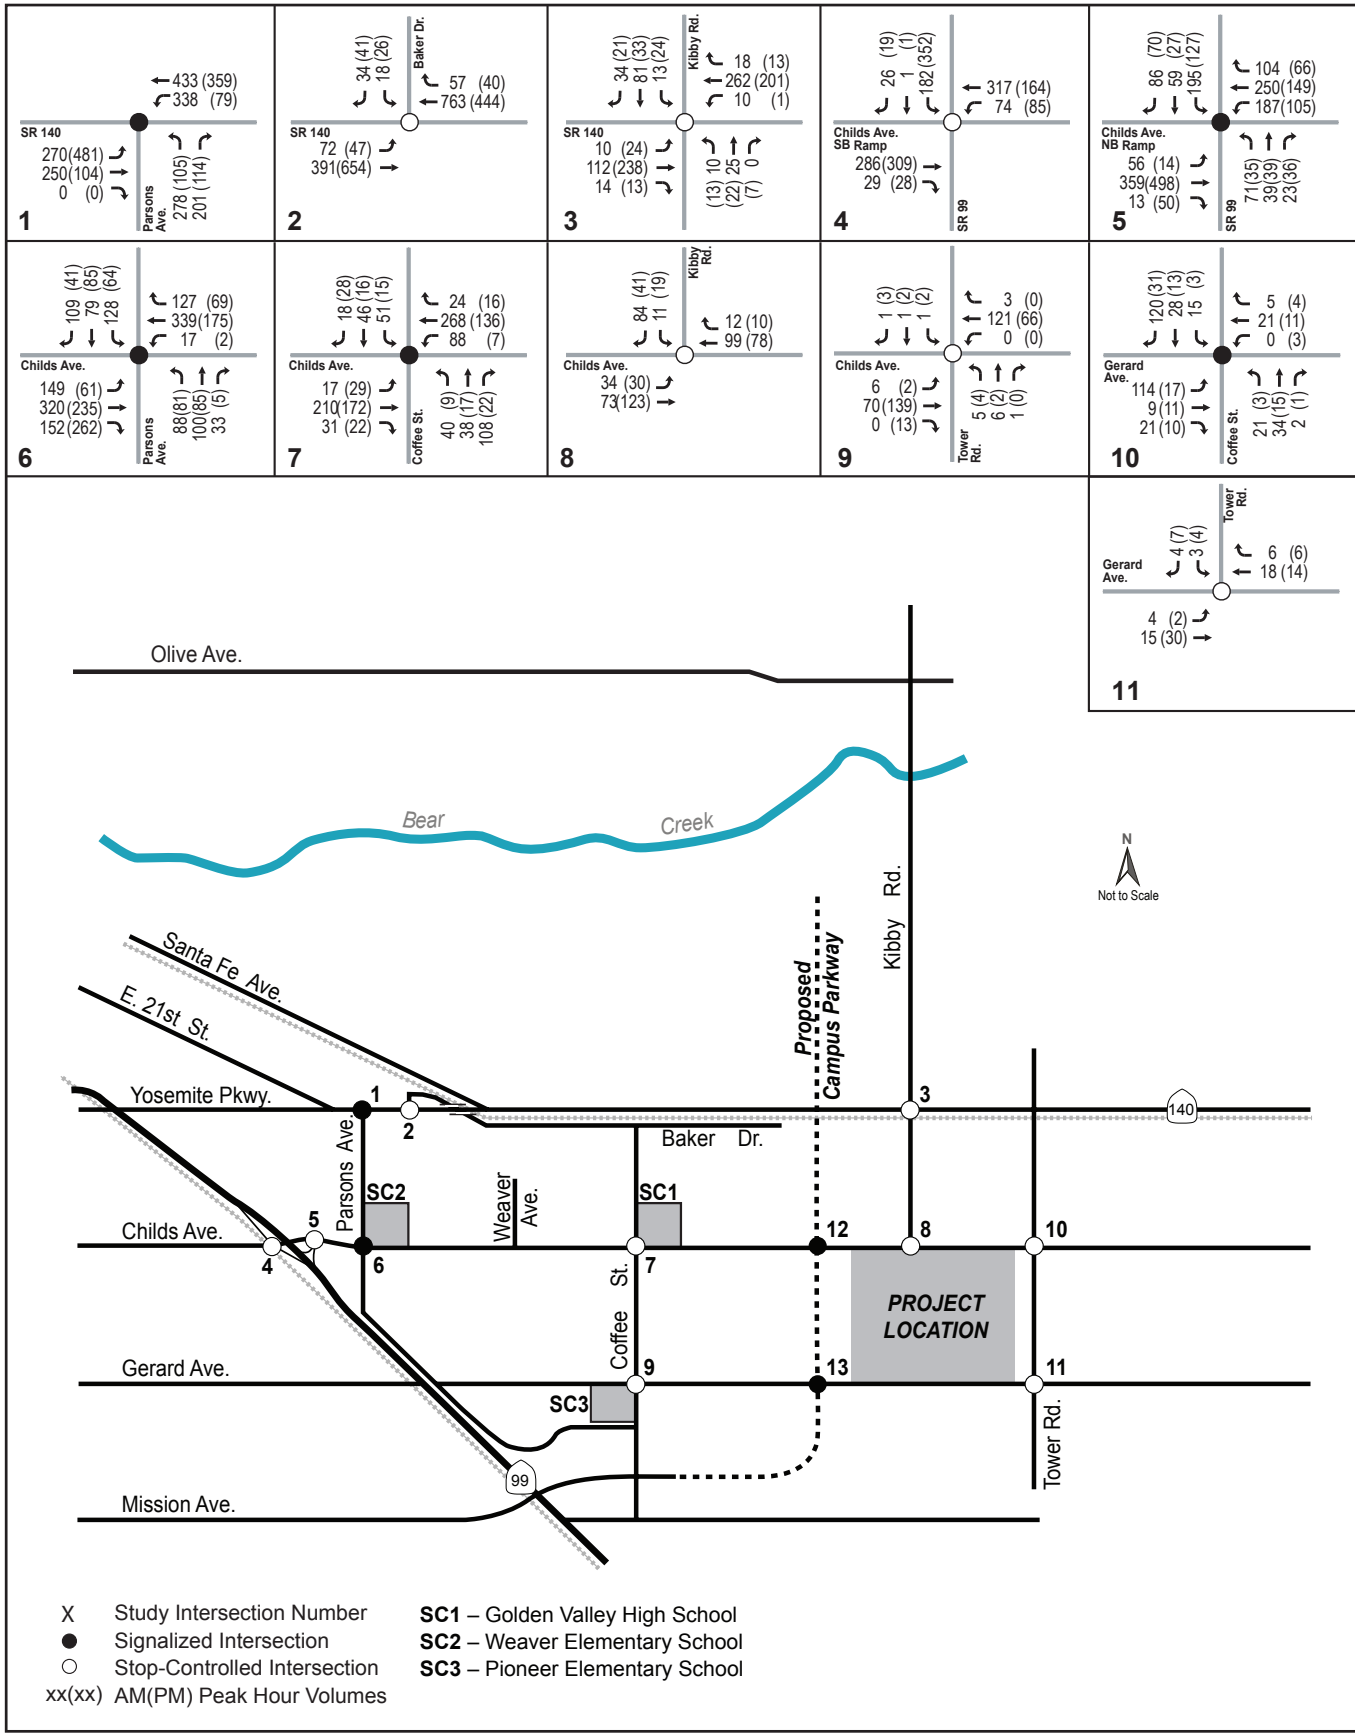 433 (359)
338 (79)
SR 140
270(481)
250(104)
0 (0)
278 (105)
201 (114)
Parsons
Ave.
1
Baker Dr.
34 (41)
18 (26)
57 (40)
763 (444)
SR 140
72 (47)
391(654)
2
Kibby Rd.
34 (21)
81 (33)
13 (24)
18 (13)
262(201)
10 (1)
SR 140
10 (24)
112(238)
14 (13)
(13) 10
(22) 25
(7) 0
3
26 (19)
1 (1)
182(352)
317(164)
74 (85)
Childs Ave.
SB Ramp
286(309)
29 (28)
SR 99
4
86 (70)
59 (27)
195(127)
104 (66)
250(149)
187(105)
Childs Ave.
NB Ramp
56 (14)
359(498)
13 (50)
71(35)
39(39)
23(36)
SR 99
5
109 (41)
79 (85)
128 (64)
127 (69)
339(175)
17 (2)
Childs Ave.
149 (61)
320(235)
152(262)
88(81)
100(85)
33 (5)
Parsons
Ave.
6
18 (28)
46 (16)
51 (15)
24 (16)
268(136)
88 (7)
Childs Ave.
17 (29)
210(172)
31 (22)
40 (9)
38 (17)
108(22)
Coffee St.
7
Kibby
Rd.
84 (41)
11 (19)
12 (10)
99 (78)
Childs Ave.
34 (30)
73(123)
8
1 (3)
1 (2)
1 (2)
3 (0)
121(66)
0 (0)
Childs Ave.
6 (2)
70(139)
0 (13)
5 (4)
6 (2)
1 (0)
Tower
Rd.
9
120(31)
28 (13)
15 (3)
5 (4)
21 (11)
0 (3)
Gerard
Ave.
114(17)
9(11)
21(10)
21 (3)
34(15)
2 (1)
Coffee St.
10
Tower
Rd.
4 (7)
3 (4)
6 (6)
18 (14)
Gerard
Ave.
4 (2)
15(30)
11
Olive Ave.
Bear Creek
N
Not to Scale
Kibby Rd.
Proposed
Campus Parkway
Santa Fe Ave.
E. 21st St.
Yosemite Pkwy.
1
2
3
140
Baker Dr.
Parsons Ave.
SC2
Weaver
Ave.
SC1
Childs Ave.
4
5
6
7
12
8
10
Coffee St.
PROJECT
LOCATION
Gerard Ave.
9
13
11
SC3
Tower Rd.
99
Mission Ave.
X Study Intersection Number
Signalized Intersection
Stop-Controlled Intersection
xx(xx) AM(PM) Peak Hour Volumes
SC1 – Golden Valley High School
SC2 – Weaver Elementary School
SC3 – Pioneer Elementary School